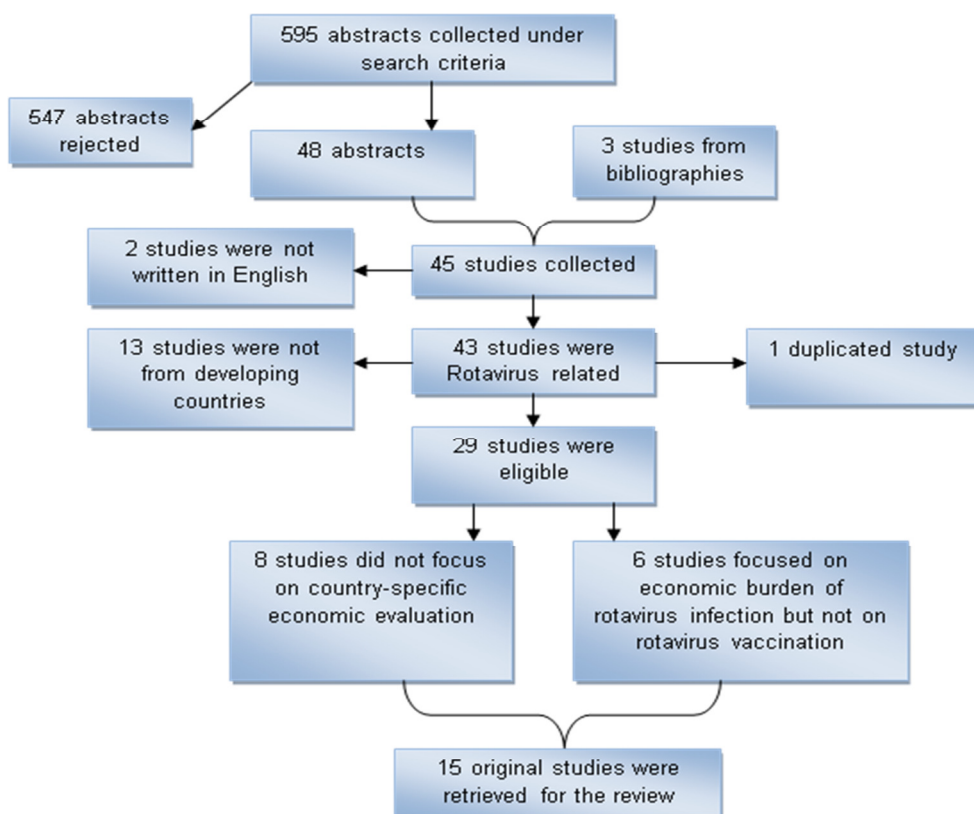 595 abstracts collected under
search criteria
547 abstracts
rejected
48 abstracts
3 studies from
bibliographies
2 studies were not
written in English
45 studies collected
13 studies were not
from developing
countries
43 studies were
Rotavirus related
1 duplicated study
29 studies were
eligible
8 studies did not focus
on country-specific
economic evaluation
6 studies focused on
economic burden of
rotavirus infection but not on
rotavirus vaccination
15 original studies were
retrieved for the review